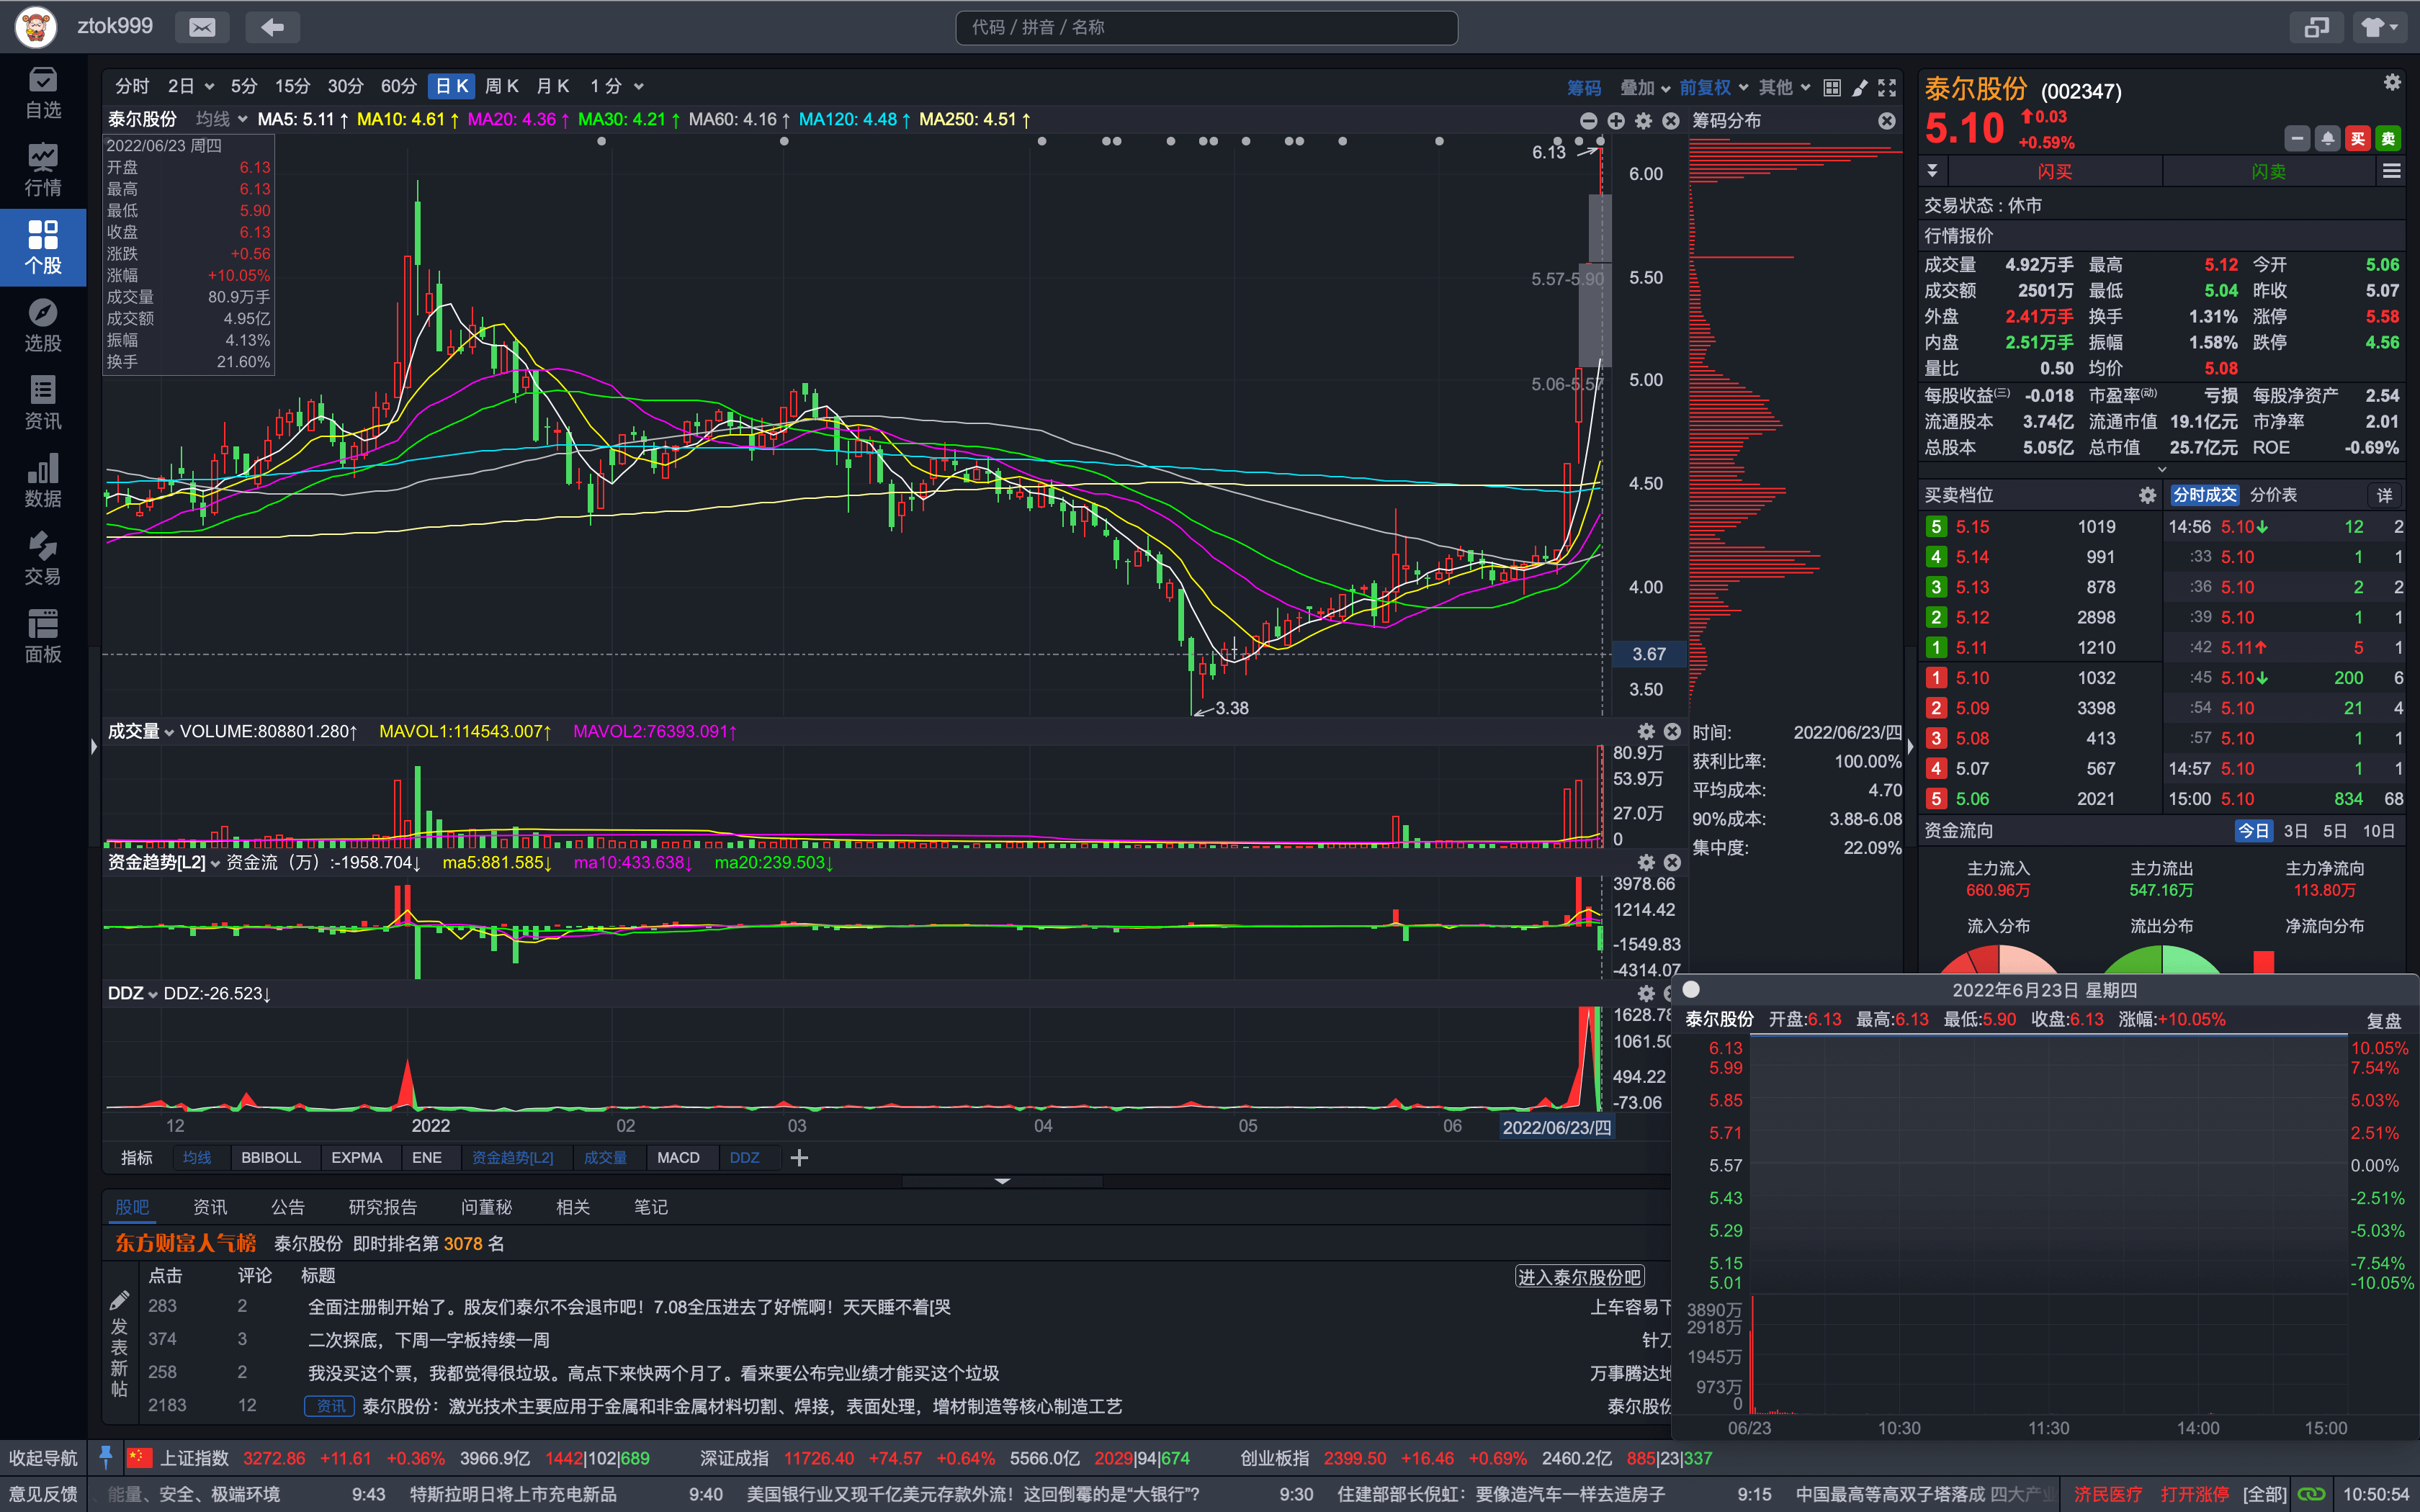 ztok999
代码 / 拼音 / 名称
自选
行情
个股
选股
资讯
数据
交易
面板
分时 2日 5分 15分 30分 60分 日K 周K 月K 1分
筹码 叠加 前复权 其他
泰尔股份 均线 MA5: 5.11↑ MA10: 4.61↑ MA20: 4.36↑ MA30: 4.21↑ MA60: 4.16↑ MA120: 4.48↑ MA250: 4.51↑
筹码分布
2022/06/23 周四
开盘 6.13
最高 6.13
最低 5.90
收盘 6.13
涨跌 +0.56
涨幅 +10.05%
成交量 80.9万手
成交额 4.95亿
振幅 4.13%
换手 21.60%
6.13
5.57-5.90
5.06-5.57
3.38
6.00
5.50
5.00
4.50
4.00
3.67
3.50
成交量 VOLUME:808801.280↑ MAVOL1:114543.007↑ MAVOL2:76393.091↑
80.9万
53.9万
27.0万
0
资金趋势[L2] 资金流（万）:-1958.704↓ ma5:881.585↓ ma10:433.638↓ ma20:239.503↓
3978.66
1214.42
-1549.83
-4314.07
DDZ DDZ:-26.523↓
1628.78
1061.50
494.22
-73.06
12 2022 02 03 04 05 06 2022/06/23/四
指标 均线 BBIBOLL EXPMA ENE 资金趋势[L2] 成交量 MACD DDZ
时间: 2022/06/23/四
获利比率: 100.00%
平均成本: 4.70
90%成本: 3.88-6.08
集中度: 22.09%
股吧 资讯 公告 研究报告 问董秘 相关 笔记
东方财富人气榜 泰尔股份 即时排名第 3078 名
点击 评论 标题 进入泰尔股份吧
发表新帖
283 2 全面注册制开始了。股友们泰尔不会退市吧！7.08全压进去了好慌啊！天天睡不着[哭 上车容易下
374 3 二次探底，下周一字板持续一周 针刀
258 2 我没买这个票，我都觉得很垃圾。高点下来快两个月了。看来要公布完业绩才能买这个垃圾 万事腾达地
2183 12 资讯 泰尔股份：激光技术主要应用于金属和非金属材料切割、焊接，表面处理，增材制造等核心制造工艺 泰尔股份
泰尔股份 (002347)
5.10 0.03
+0.59%
买 卖
闪买 闪卖
交易状态 : 休市
行情报价
成交量 4.92万手 最高 5.12 今开 5.06
成交额 2501万 最低 5.04 昨收 5.07
外盘 2.41万手 换手 1.31% 涨停 5.58
内盘 2.51万手 振幅 1.58% 跌停 4.56
量比 0.50 均价 5.08
每股收益(三) -0.018 市盈率(动) 亏损 每股净资产 2.54
流通股本 3.74亿 流通市值 19.1亿元 市净率 2.01
总股本 5.05亿 总市值 25.7亿元 ROE -0.69%
买卖档位 分时成交 分价表 详
5 5.15 1019 14:56 5.10↓ 12 2
4 5.14 991 :33 5.10 1 1
3 5.13 878 :36 5.10 2 2
2 5.12 2898 :39 5.10 1 1
1 5.11 1210 :42 5.11↑ 5 1
1 5.10 1032 :45 5.10↓ 200 6
2 5.09 3398 :54 5.10 21 4
3 5.08 413 :57 5.10 1 1
4 5.07 567 14:57 5.10 1 1
5 5.06 2021 15:00 5.10 834 68
资金流向 今日 3日 5日 10日
主力流入 主力流出 主力净流向
660.96万 547.16万 113.80万
流入分布 流出分布 净流向分布
2022年6月23日 星期四
泰尔股份 开盘:6.13 最高:6.13 最低:5.90 收盘:6.13 涨幅:+10.05% 复盘
6.13 10.05%
5.99 7.54%
5.85 5.03%
5.71 2.51%
5.57 0.00%
5.43 -2.51%
5.29 -5.03%
5.15 -7.54%
5.01 -10.05%
3890万
2918万
1945万
973万
0
06/23 10:30 11:30 14:00 15:00
收起导航 上证指数 3272.86 +11.61 +0.36% 3966.9亿 1442|102|689 深证成指 11726.40 +74.57 +0.64% 5566.0亿 2029|94|674 创业板指 2399.50 +16.46 +0.69% 2460.2亿 885|23|337
意见反馈 能量、安全、极端环境 9:43 特斯拉明日将上市充电新品 9:40 美国银行业又现千亿美元存款外流！这回倒霉的是“大银行”？ 9:30 住建部部长倪虹：要像造汽车一样去造房子 9:15 中国最高等高双子塔落成 四大产业 济民医疗 打开涨停 [全部] 10:50:54